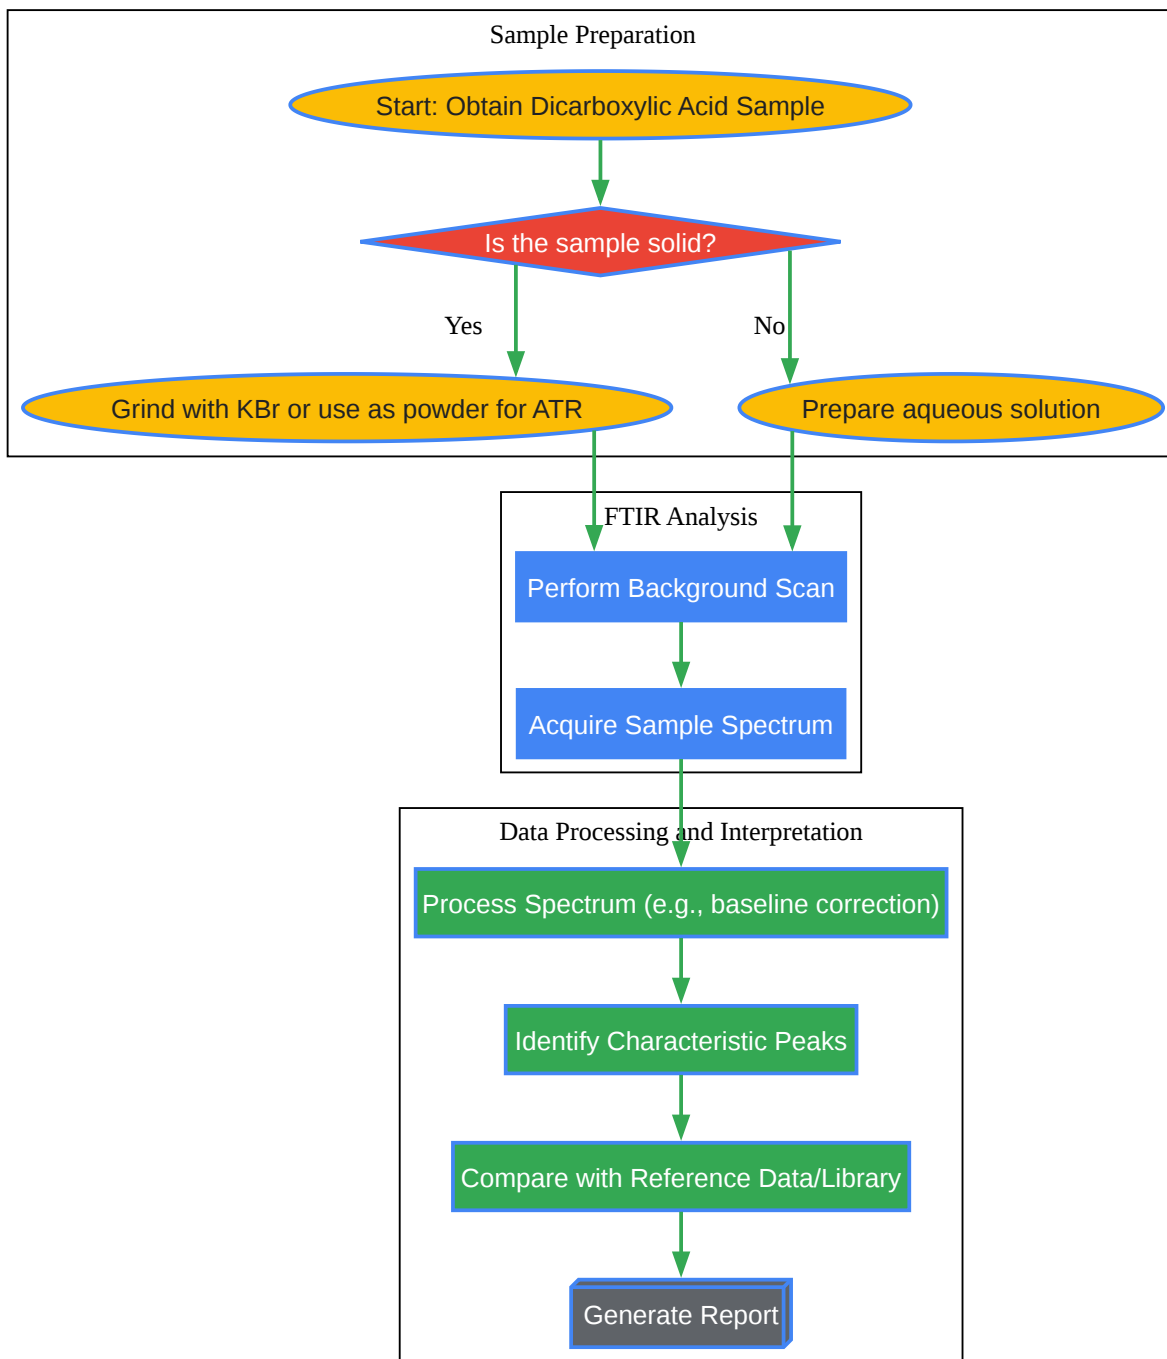 Sample Preparation
Start: Obtain Dicarboxylic Acid Sample
Is the sample solid?
Yes
No
Grind with KBr or use as powder for ATR
Prepare aqueous solution
FTIR Analysis
Perform Background Scan
Acquire Sample Spectrum
Data Processing and Interpretation
Process Spectrum (e.g., baseline correction)
Identify Characteristic Peaks
Compare with Reference Data/Library
Generate Report